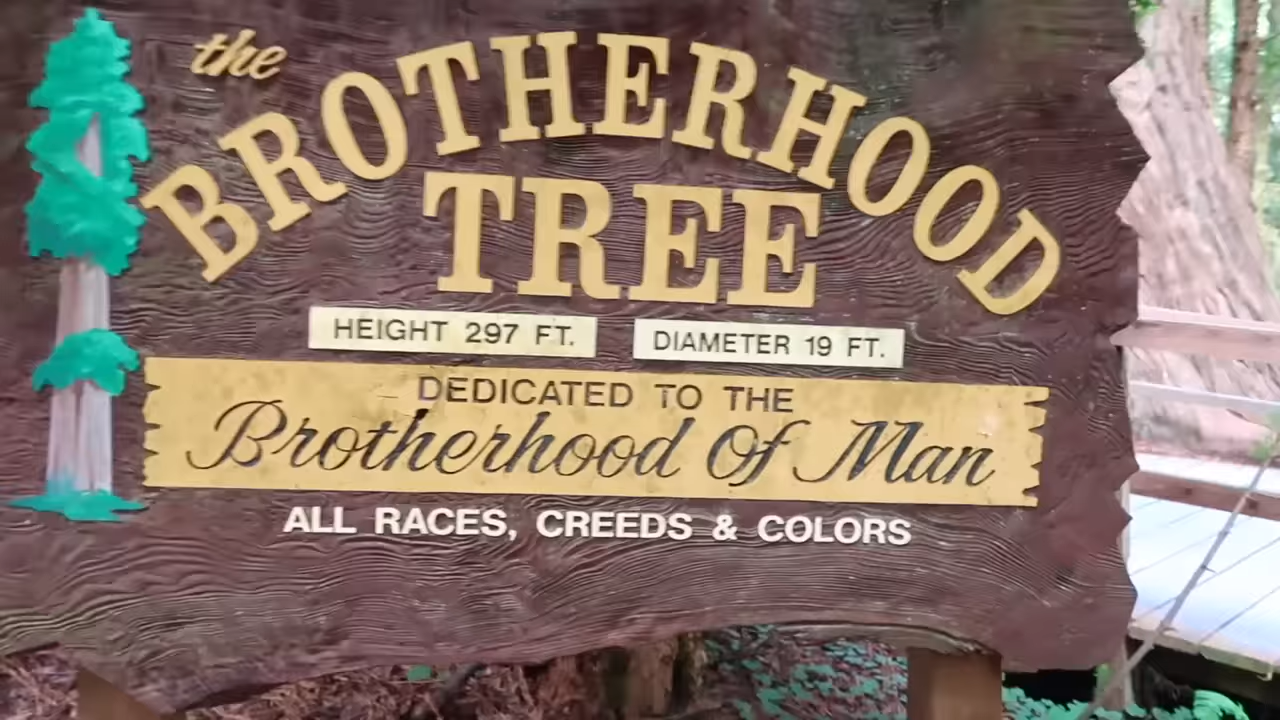 the
BROTHERHOOD
TREE
HEIGHT 297 FT. DIAMETER 19 FT.
DEDICATED TO THE
Brotherhood Of Man
ALL RACES, CREEDS & COLORS